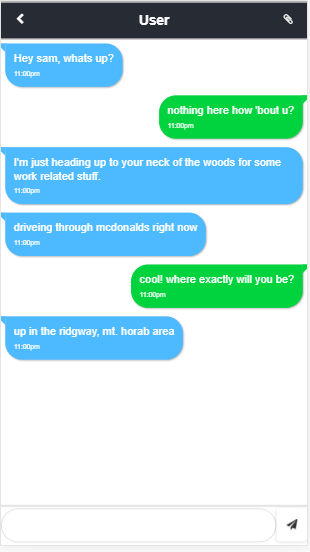 User
Hey sam, whats up?
11:00pm
nothing here how 'bout u?
11:00pm
I'm just heading up to your neck of the woods for some
work related stuff.
11:00pm
driveing through mcdonalds right now
11:00pm
cool! where exactly will you be?
11:00pm
up in the ridgway, mt. horab area
11:00pm